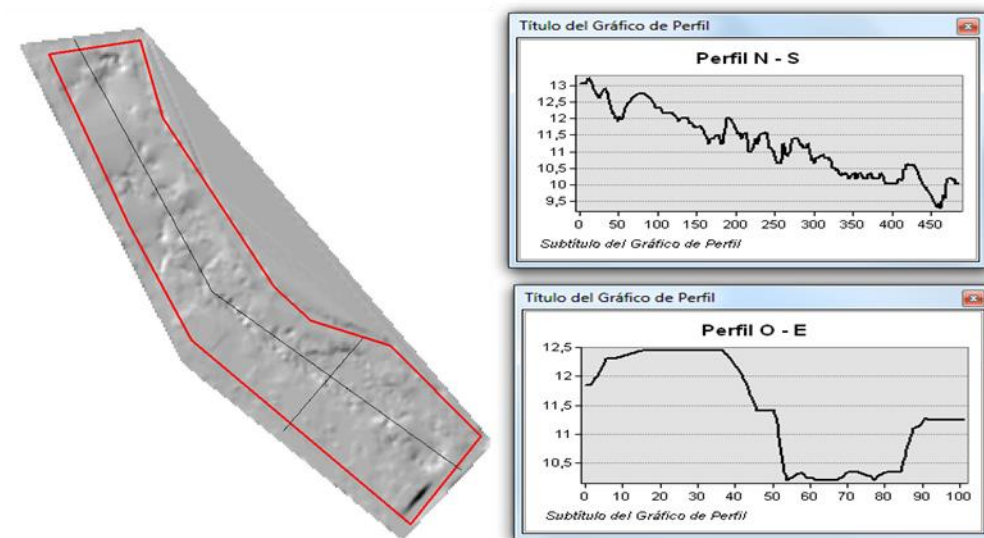 Título del Gráfico de Perfil
Perfil N - S
13
12,5
12
11,5
11
10,5
10
9,5
0 50 100 150 200 250 300 350 400 450
Subtítulo del Gráfico de Perfil
Título del Gráfico de Perfil
Perfil O - E
12,5
12
11,5
11
10,5
0 10 20 30 40 50 60 70 80 90 100
Subtítulo del Gráfico de Perfil